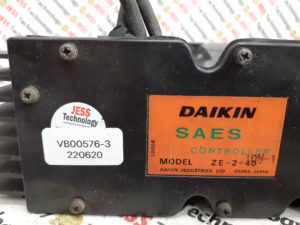 JESS
Technology
VB00576-3
220620
DAIKIN
SAES
CONTROLLER
MODEL ZE-2-40
DAIKIN INDUSTRIES LTD OSAKA JAPAN